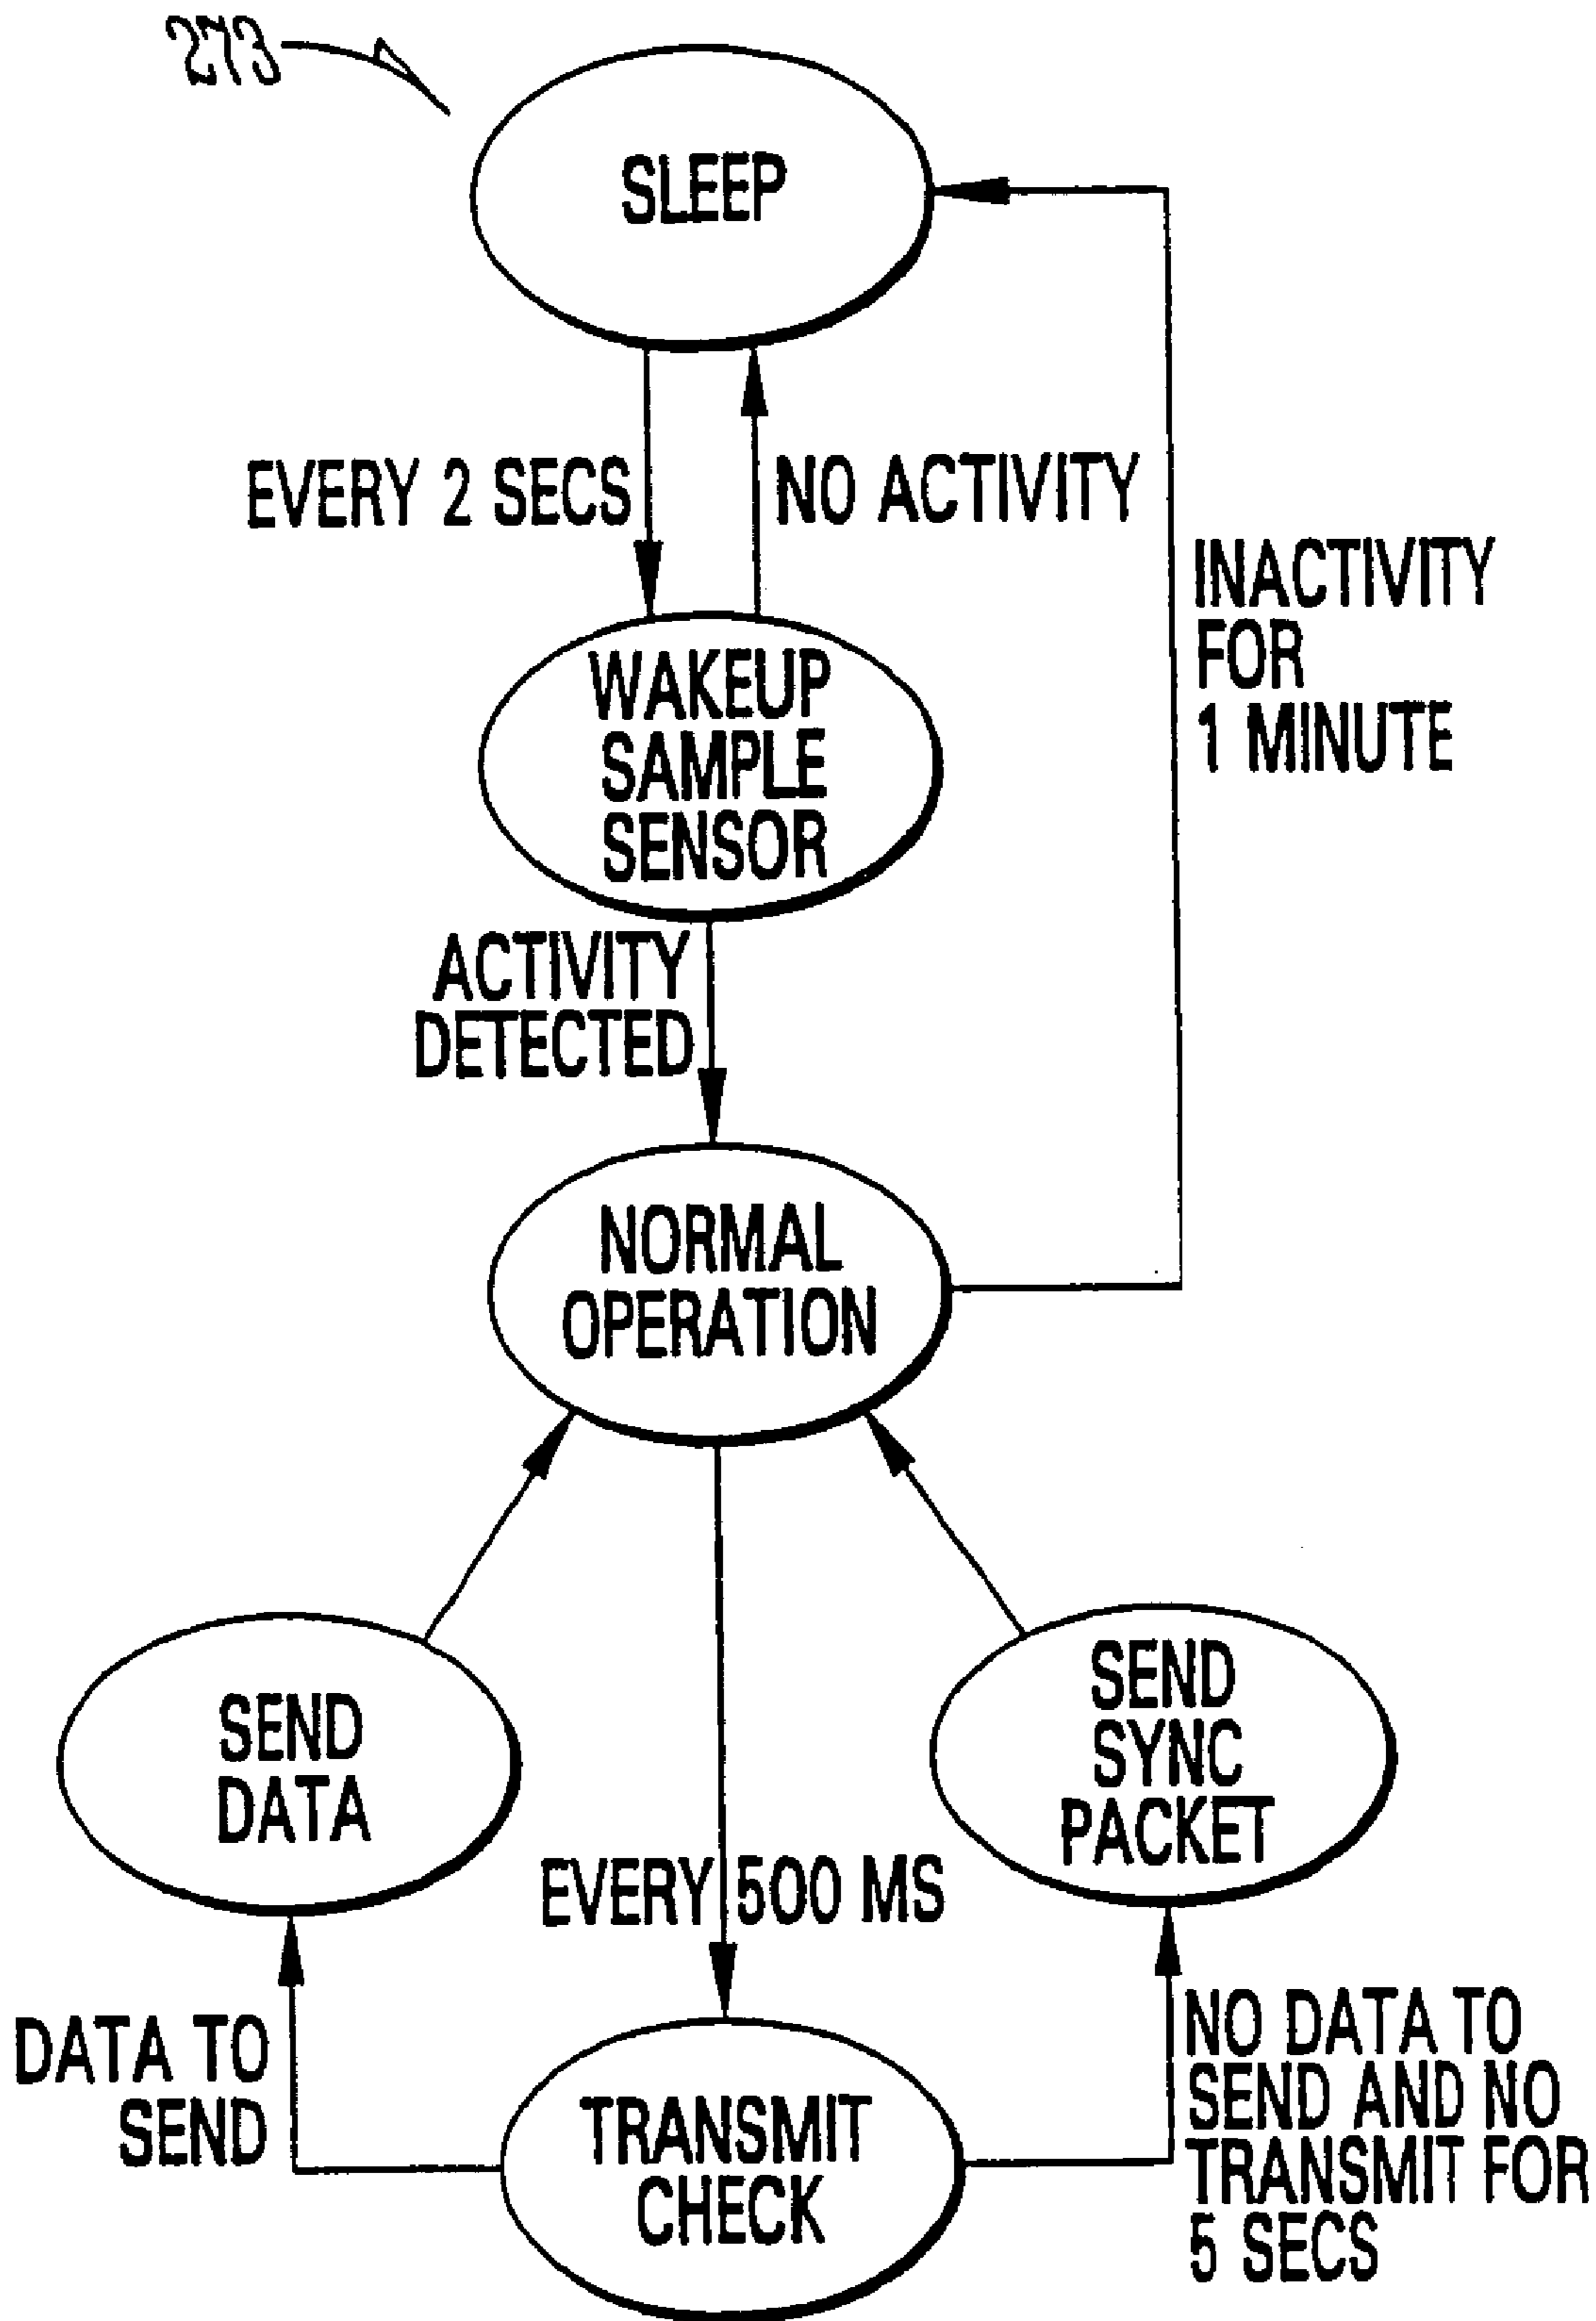 273
SLEEP
EVERY 2 SECS
NO ACTIVITY
INACTIVITY
FOR
1 MINUTE
WAKEUP
SAMPLE
SENSOR
ACTIVITY
DETECTED
NORMAL
OPERATION
SEND
DATA
SEND
SYNC
PACKET
EVERY 500 MS
DATA TO
SEND
NO DATA TO
SEND AND NO
TRANSMIT FOR
5 SECS
TRANSMIT
CHECK